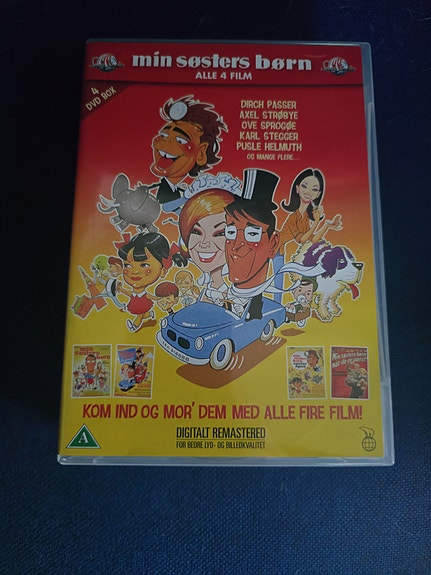 min søsters børn
ALLE 4 FILM
4
DVD BOX
DIRCH PASSER
AXEL STRØBYE
OVE SPROGØE
KARL STEGGER
PUSLE HELMUTH
OG MANGE FLERE...
KOM IND OG MOR' DEM MED ALLE FIRE FILM!
A
DIGITALT REMASTERED
FOR BEDRE LYD- OG BILLEDKVALITET